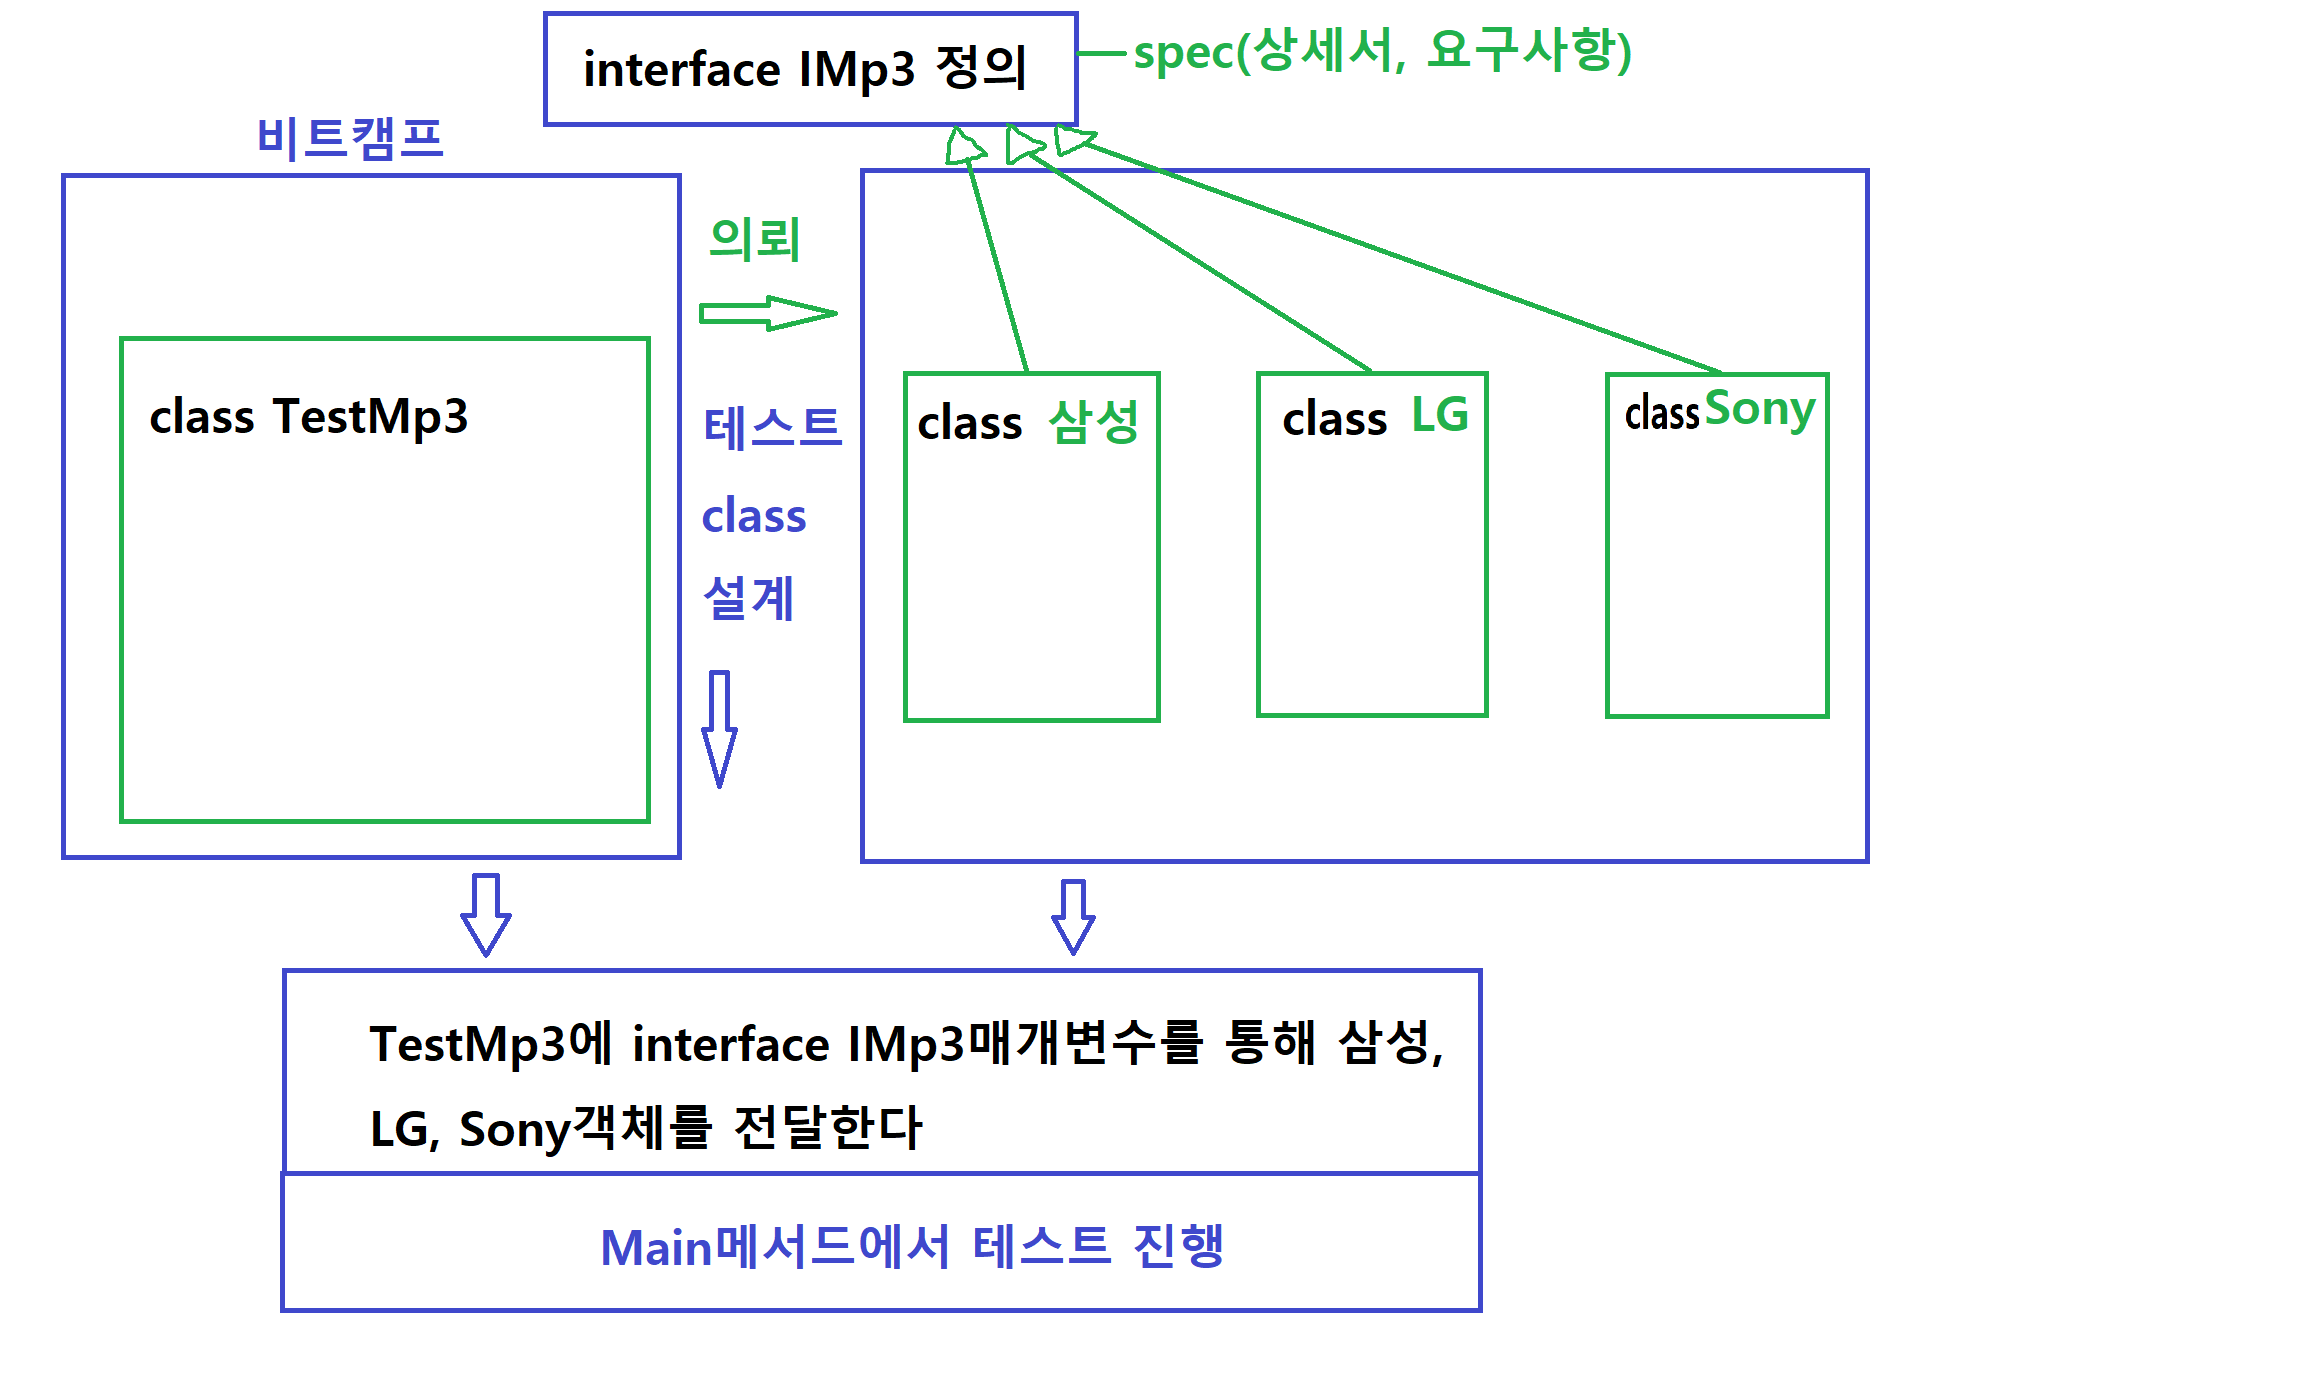 interface IMp3 정의
spec(상세서, 요구사항)
비트캠프
class TestMp3
의뢰
테스트
class
설계
class 삼성
class LG
class Sony
TestMp3에 interface IMp3매개변수를 통해 삼성,
LG, Sony객체를 전달한다
Main메서드에서 테스트 진행